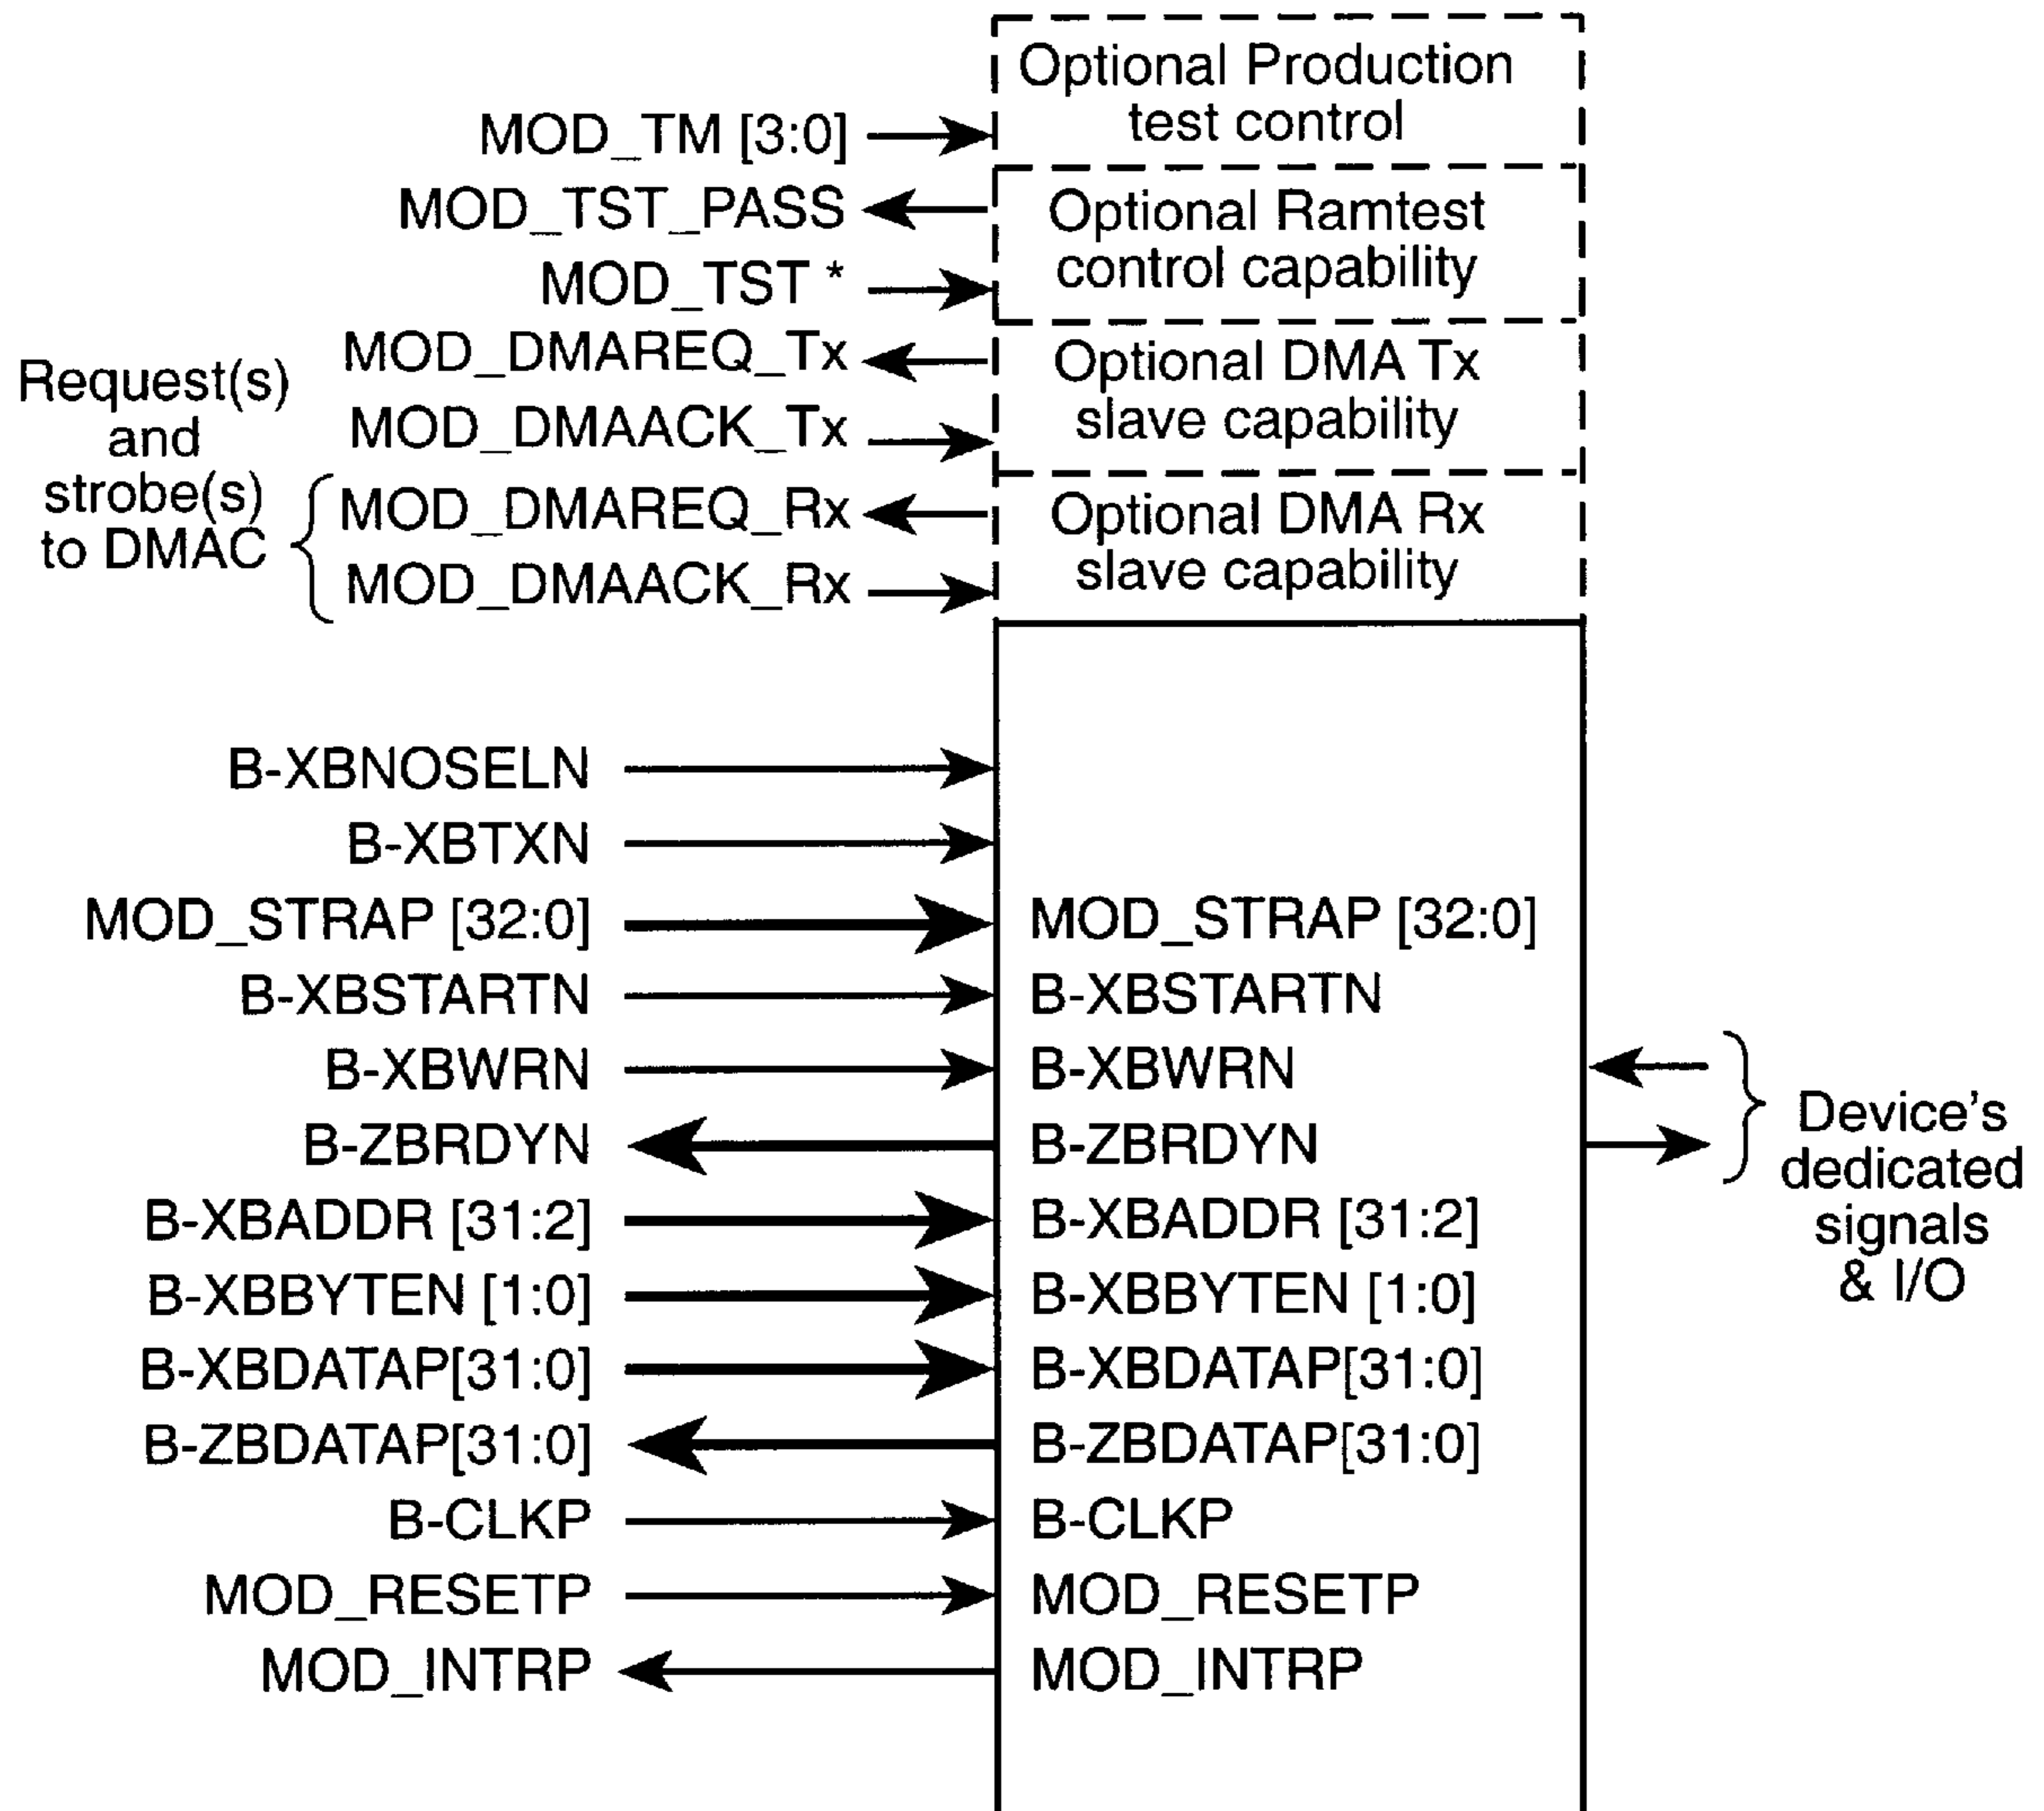 Optional Production
test control
MOD_TM [3:0]
MOD_TST_PASS
Optional Ramtest
control capability
MOD_TST *
MOD_DMAREQ_Tx
Optional DMA Tx
slave capability
MOD_DMAACK_Tx
Request(s)
and
strobe(s)
to DMAC
MOD_DMAREQ_Rx
Optional DMA Rx
slave capability
MOD_DMAACK_Rx
B-XBNOSELN
B-XBTXN
MOD_STRAP [32:0] MOD_STRAP [32:0]
B-XBSTARTN B-XBSTARTN
B-XBWRN B-XBWRN
B-ZBRDYN B-ZBRDYN
B-XBADDR [31:2] B-XBADDR [31:2]
B-XBBYTEN [1:0] B-XBBYTEN [1:0]
B-XBDATAP[31:0] B-XBDATAP[31:0]
B-ZBDATAP[31:0] B-ZBDATAP[31:0]
B-CLKP B-CLKP
MOD_RESETP MOD_RESETP
MOD_INTRP MOD_INTRP
Device's
dedicated
signals
& I/O